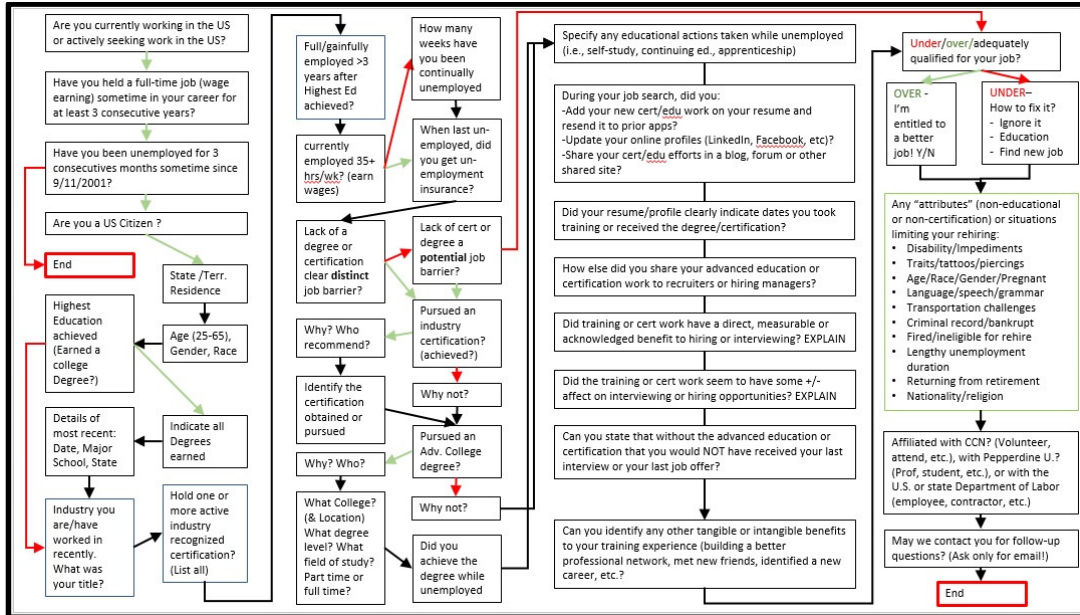 Are you currently working in the US
or actively seeking work in the US?
Have you held a full-time job (wage
earning) sometime in your career for
at least 3 consecutive years?
Have you been unemployed for 3
consecutives months sometime since
9/11/2001?
Are you a US Citizen ?
End
State /Terr.
Residence
Age (25-65),
Gender, Race
Highest
Education
achieved
(Earned a
college
Degree?)
Indicate all
Degrees
earned
Details of
most recent:
Date, Major
School, State
Industry you
are/have
worked in
recently.
What was
your title?
Hold one or
more active
industry
recognized
certification?
(List all)
Full/gainfully
employed >3
years after
Highest Ed
achieved?
currently
employed 35+
hrs/wk? (earn
wages)
How many
weeks have
you been
continually
unemployed
When last un-
employed, did
you get un-
employment
insurance?
Lack of a
degree or
certification
clear distinct
job barrier?
Lack of cert or
degree a
potential job
barrier?
Pursued an
industry
certification?
(achieved?)
Why? Who
recommend?
Identify the
certification
obtained or
pursued
Why not?
Pursued an
Adv. College
degree?
Why? Who?
Why not?
What College?
(& Location)
What degree
level? What
field of study?
Part time or
full time?
Did you
achieve the
degree while
unemployed
Specify any educational actions taken while unemployed
(i.e., self-study, continuing ed., apprenticeship)
During your job search, did you:
-Add your new cert/edu work on your resume and
resend it to prior apps?
-Update your online profiles (LinkedIn, Facebook, etc)?
-Share your cert/edu efforts in a blog, forum or other
shared site?
Did your resume/profile clearly indicate dates you took
training or received the degree/certification?
How else did you share your advanced education or
certification work to recruiters or hiring managers?
Did training or cert work have a direct, measurable or
acknowledged benefit to hiring or interviewing? EXPLAIN
Did the training or cert work seem to have some +/-
affect on interviewing or hiring opportunities? EXPLAIN
Can you state that without the advanced education or
certification that you would NOT have received your last
interview or your last job offer?
Can you identify any other tangible or intangible benefits
to your training experience (building a better
professional network, met new friends, identified a new
career, etc.?
Under/over/adequately
qualified for your job?
OVER -
I'm
entitled to
a better
job! Y/N
UNDER–
How to fix it?
- Ignore it
- Education
- Find new job
Any “attributes” (non-educational
or non-certification) or situations
limiting your rehiring:
• Disability/Impediments
• Traits/tattoos/piercings
• Age/Race/Gender/Pregnant
• Language/speech/grammar
• Transportation challenges
• Criminal record/bankrupt
• Fired/ineligible for rehire
• Lengthy unemployment
duration
• Returning from retirement
• Nationality/religion
Affiliated with CCN? (Volunteer,
attend, etc.), with Pepperdine U.?
(Prof, student, etc.), or with the
U.S. or state Department of Labor
(employee, contractor, etc.)
May we contact you for follow-up
questions? (Ask only for email!)
End